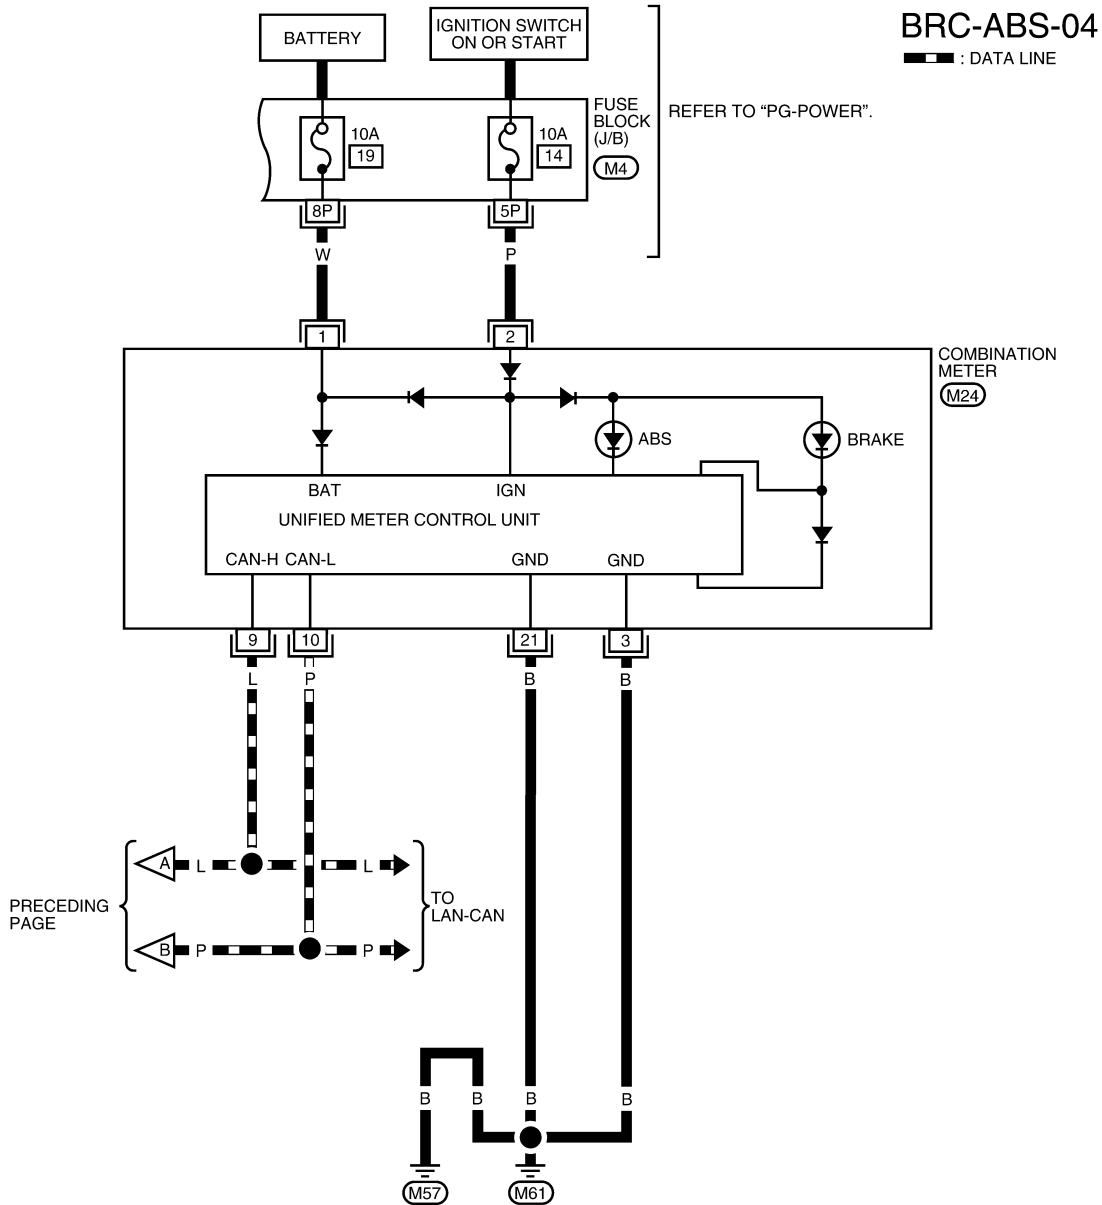 BRC-ABS-04
: DATA LINE
BATTERY
IGNITION SWITCH
ON OR START
REFER TO “PG-POWER”.
FUSE
BLOCK
(J/B)
M4
10A
19
10A
14
8P
5P
W
P
1
2
COMBINATION
METER
M24
ABS
BRAKE
BAT
IGN
UNIFIED METER CONTROL UNIT
CAN-H
CAN-L
GND
GND
9
10
21
3
L
P
B
B
A
L
L
PRECEDING
PAGE
TO
LAN-CAN
B
P
P
B
B
B
B
M57
M61